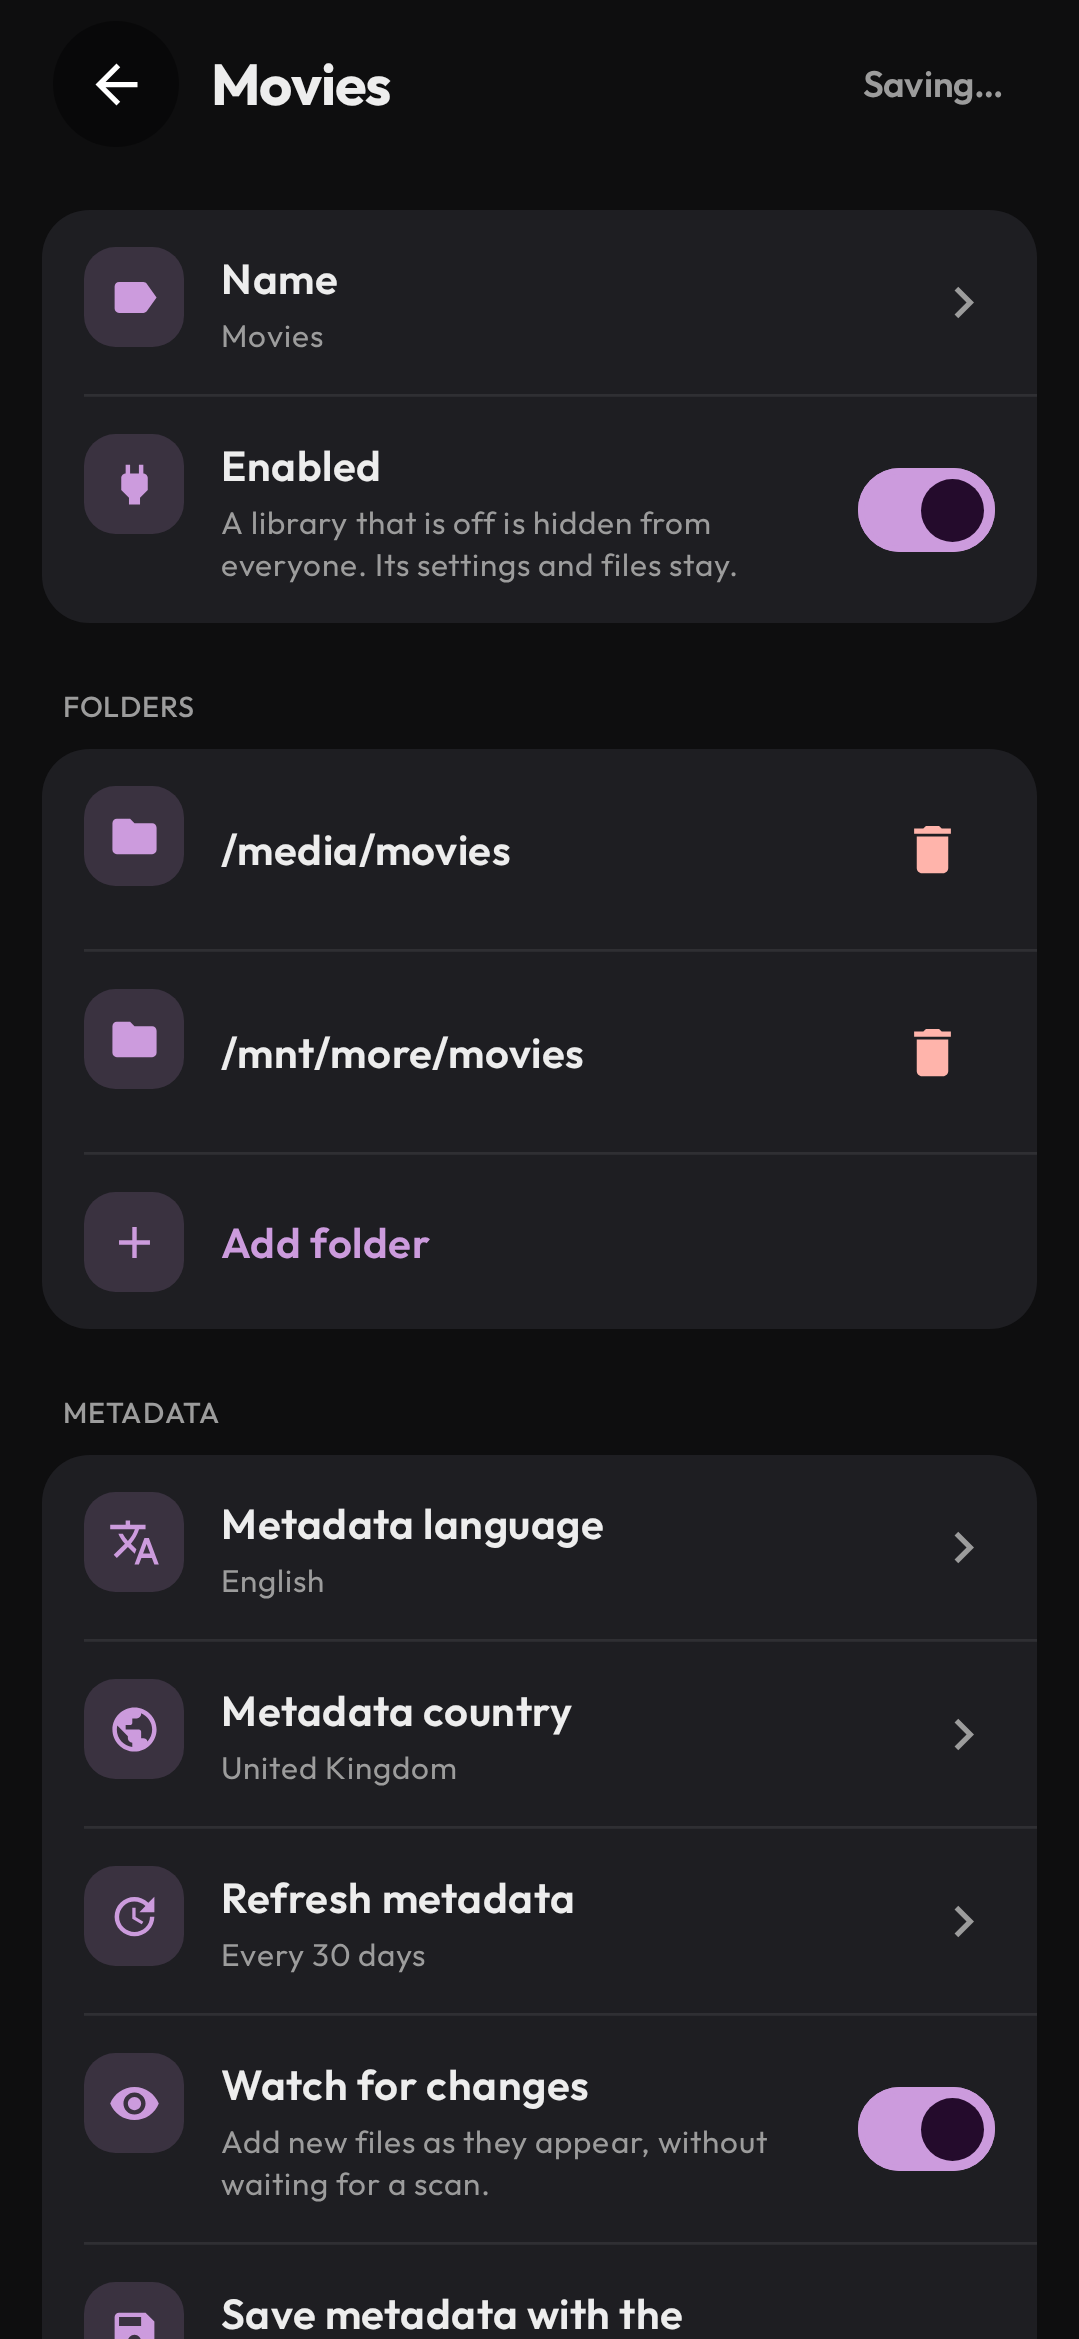 Movies
Saving...
Name
Movies
Enabled
A library that is off is hidden from
everyone. Its settings and files stay.
FOLDERS
/media/movies
/mnt/more/movies
Add folder
METADATA
Metadata language
English
Metadata country
United Kingdom
Refresh metadata
Every 30 days
Watch for changes
Add new files as they appear, without
waiting for a scan.
Save metadata with the